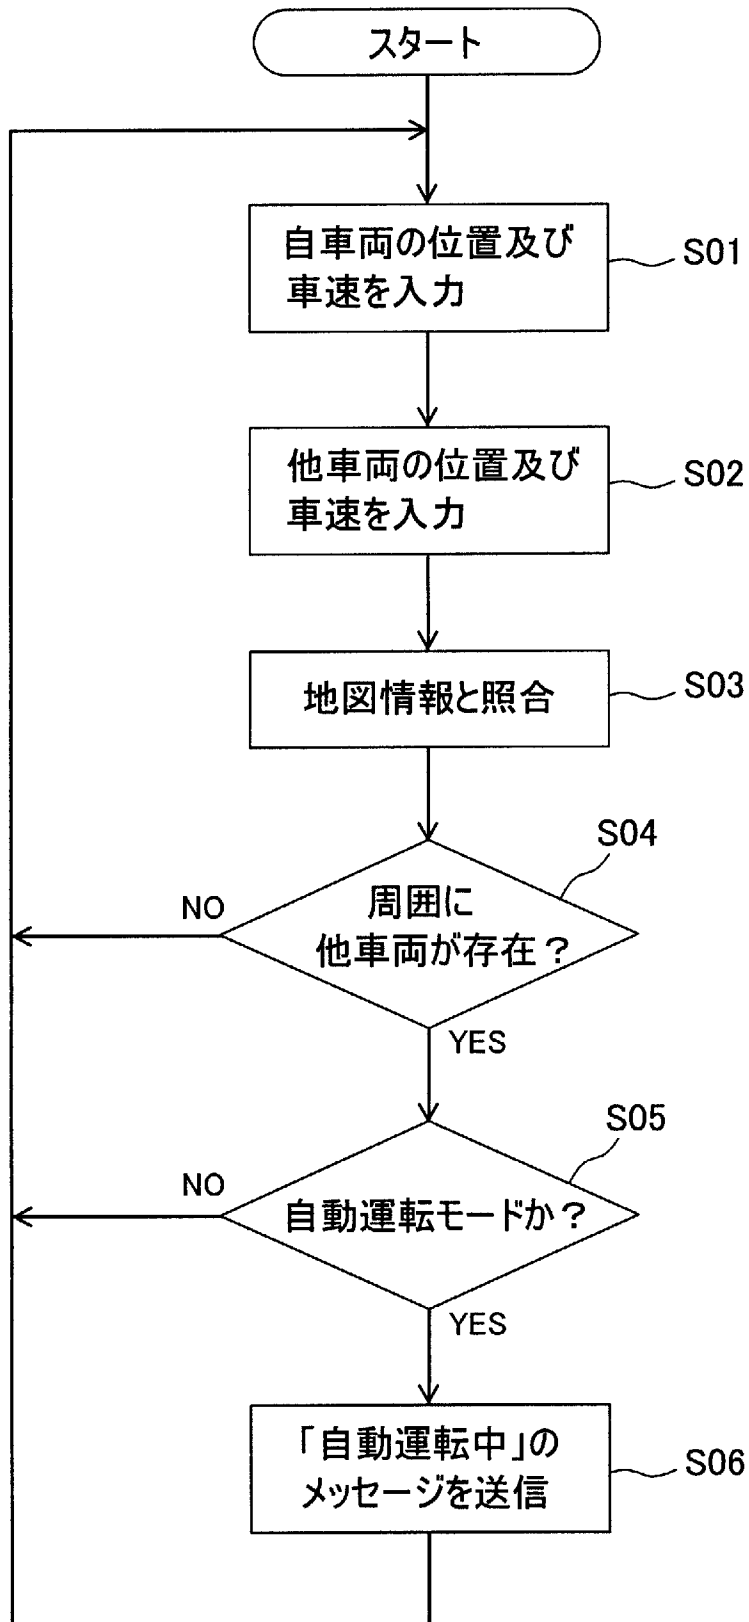 スタート
自車両の位置及び
車速を入力
S01
他車両の位置及び
車速を入力
S02
地図情報と照合
S03
S04
周囲に
他車両が存在？
NO
YES
S05
自動運転モードか？
NO
YES
「自動運転中」の
メッセージを送信
S06